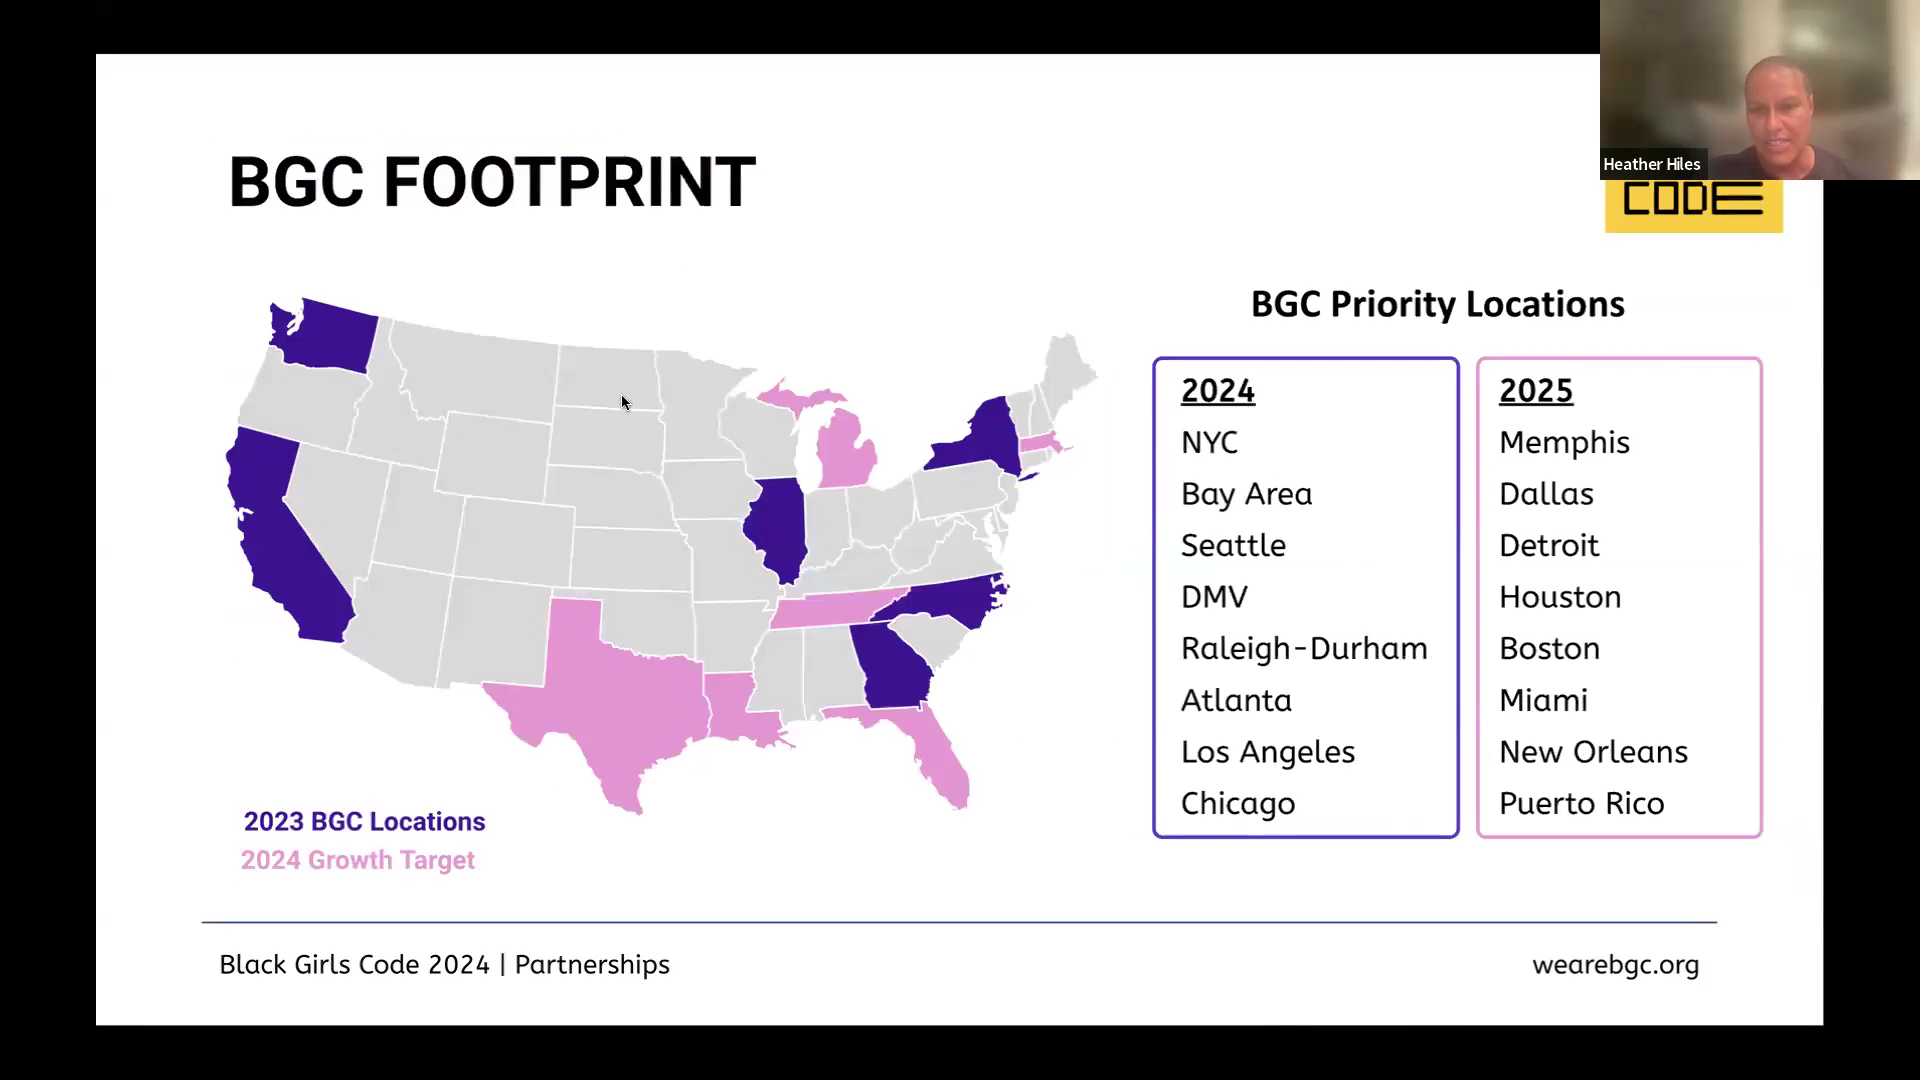 Heather Hiles
CODE
BGC FOOTPRINT
BGC Priority Locations
2024
NYC
Bay Area
Seattle
DMV
Raleigh-Durham
Atlanta
Los Angeles
Chicago
2025
Memphis
Dallas
Detroit
Houston
Boston
Miami
New Orleans
Puerto Rico
2023 BGC Locations
2024 Growth Target
Black Girls Code 2024 | Partnerships
wearebgc.org